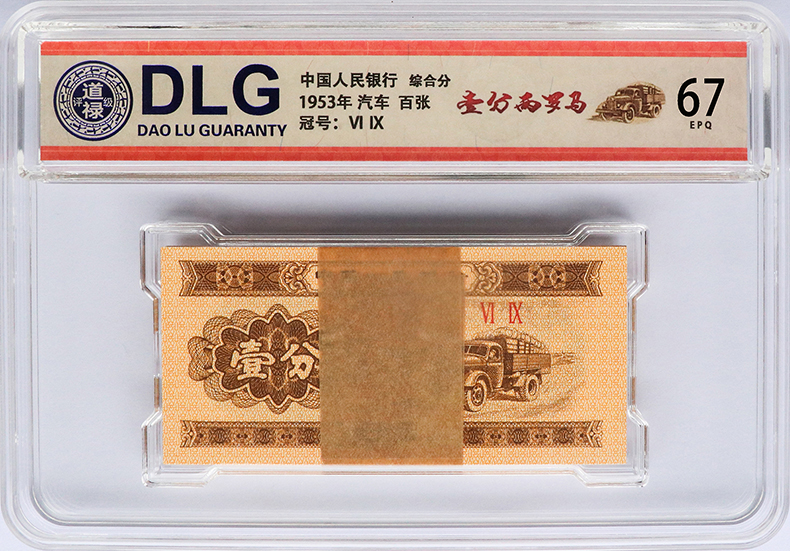 道禄
评级
DLG
DAO LU GUARANTY
中国人民银行 综合分
1953年 汽车 百张
冠号: VI IX
壹分两罗马
67
EPQ
VI IX
壹分